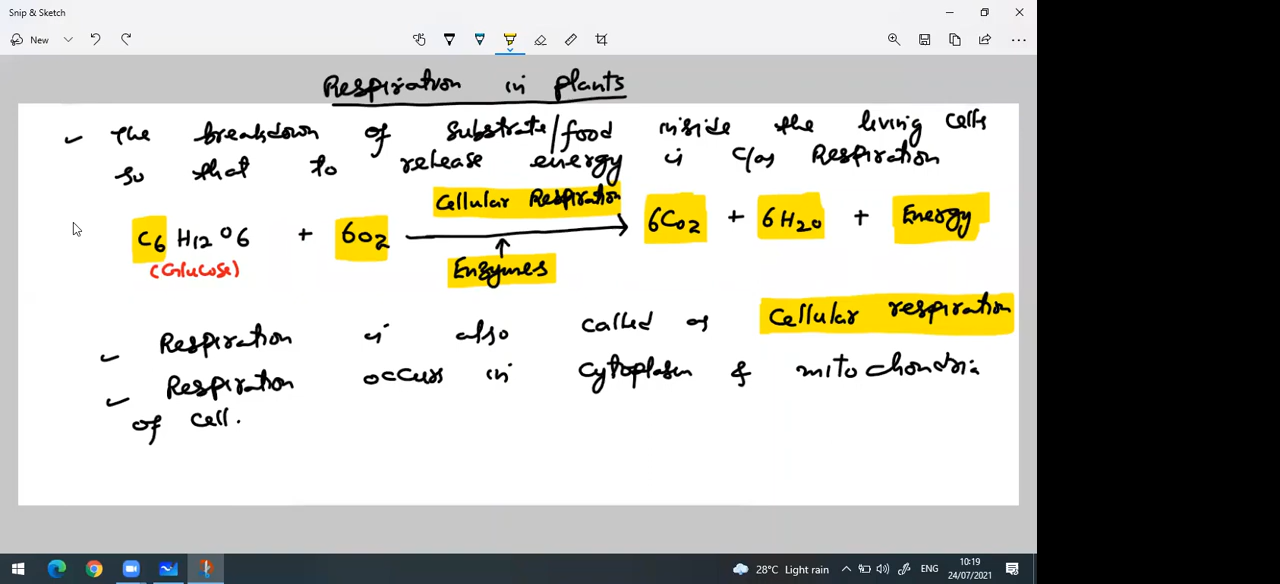 Snip & Sketch
New
Respiration in plants
The breakdown of substrate/food inside the living cells
so that to release energy is c/as Respiration
Cellular Respiration
C6 H12 O6 + 6O2 → 6CO2 + 6H2O + Energy
(Glucose)
Enzymes
Respiration is also called as Cellular respiration
Respiration occurs in cytoplasm & mitochondria
of cell.
28°C Light rain
ENG
10:19
24/07/2021